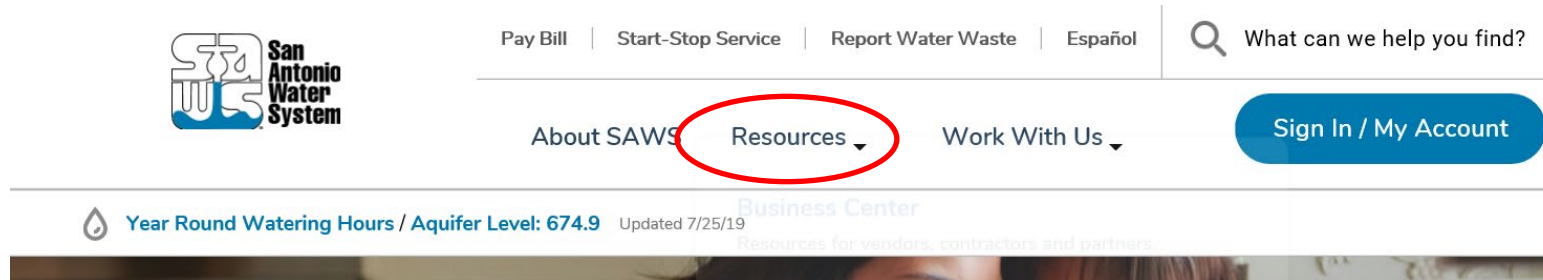 San
Antonio
Water
System
Pay Bill | Start-Stop Service | Report Water Waste | Español
What can we help you find?
About SAWS Resources Work With Us
Sign In / My Account
Year Round Watering Hours / Aquifer Level: 674.9 Updated 7/25/19
Business Center
Resources for vendors, contractors and partners.